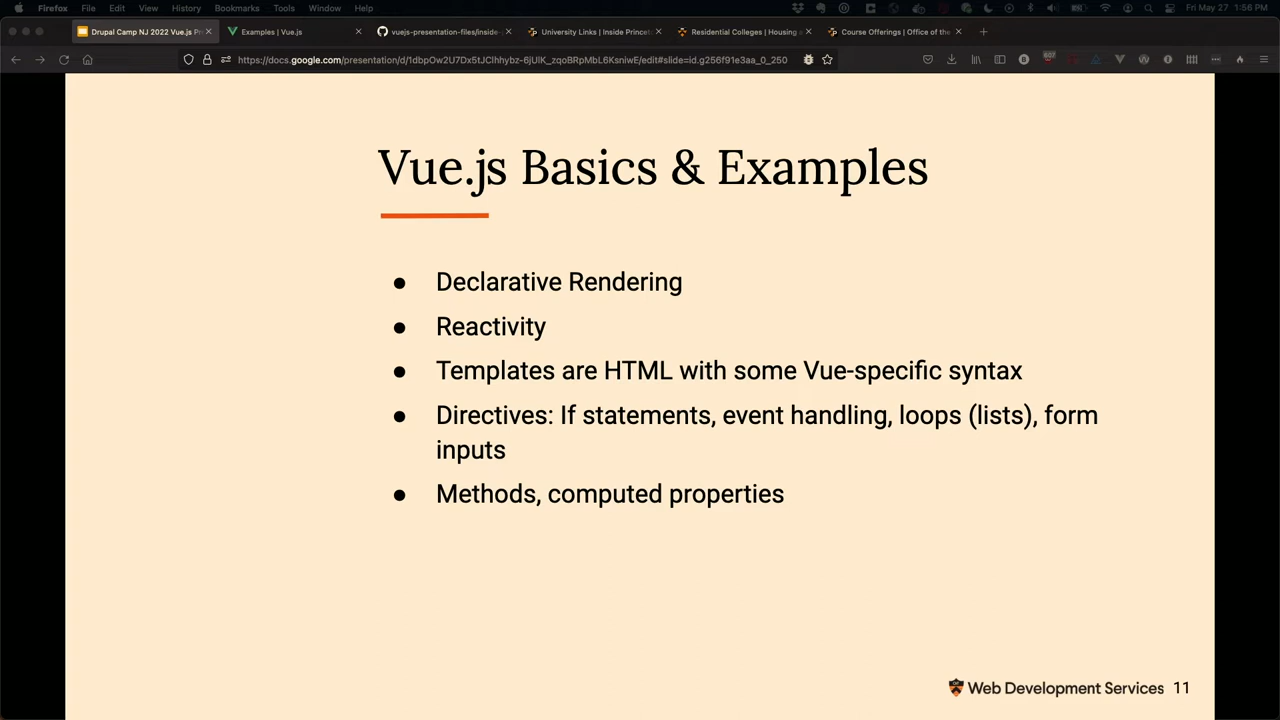 Firefox File Edit View History Bookmarks Tools Window Help Fri May 27 1:56 PM
Drupal Camp NJ 2022 Vue.js Pr Examples | Vue.js vuejs-presentation-files/inside- University Links | Inside Princet Residential Colleges | Housing a Course Offerings | Office of the
https://docs.google.com/presentation/d/1dbpOw2U7Dx5tJClhhybz-6jUlK_zqoBRpMbL6KsniwE/edit#slide=id.g256f91e3aa_0_250
Vue.js Basics & Examples
● Declarative Rendering
● Reactivity
● Templates are HTML with some Vue-specific syntax
● Directives: If statements, event handling, loops (lists), form
inputs
● Methods, computed properties
Web Development Services 11